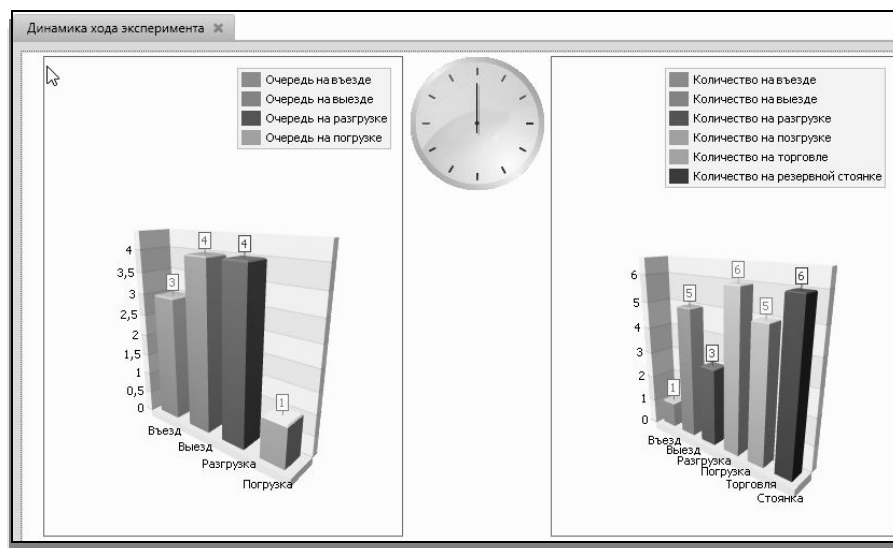 Динамика хода эксперимента
Очередь на въезде
Очередь на выезде
Очередь на разгрузке
Очередь на погрузке
4
3,5
3
2,5
2
1,5
1
0,5
0
3
4
4
1
Въезд
Выезд
Разгрузка
Погрузка
Количество на въезде
Количество на выезде
Количество на разгрузке
Количество на позгрузке
Количество на торговле
Количество на резервной стоянке
6
5
4
3
2
1
0
1
5
3
6
5
6
Въезд
Выезд
Разгрузка
Погрузка
Торговля
Стоянка